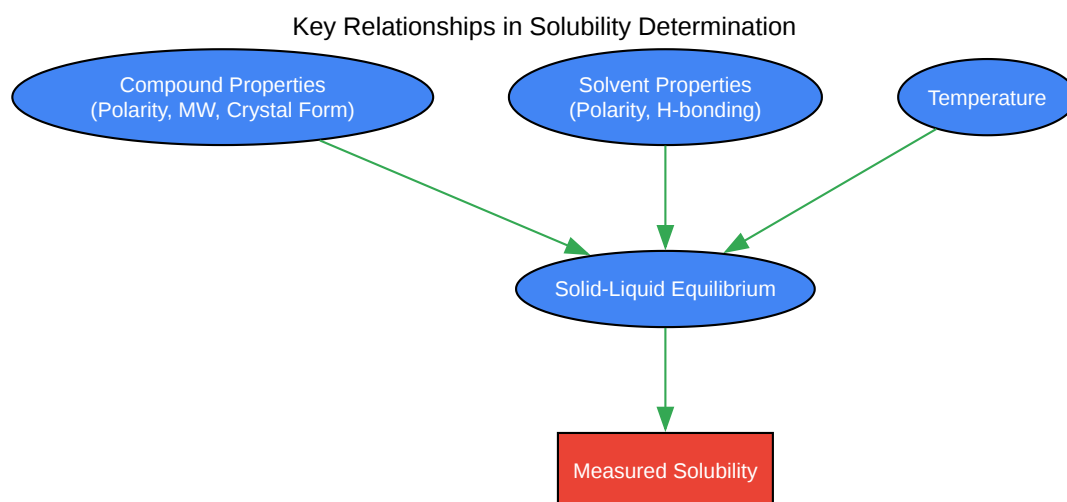 Key Relationships in Solubility Determination
Compound Properties
(Polarity, MW, Crystal Form)
Solvent Properties
(Polarity, H-bonding)
Temperature
Solid-Liquid Equilibrium
Measured Solubility